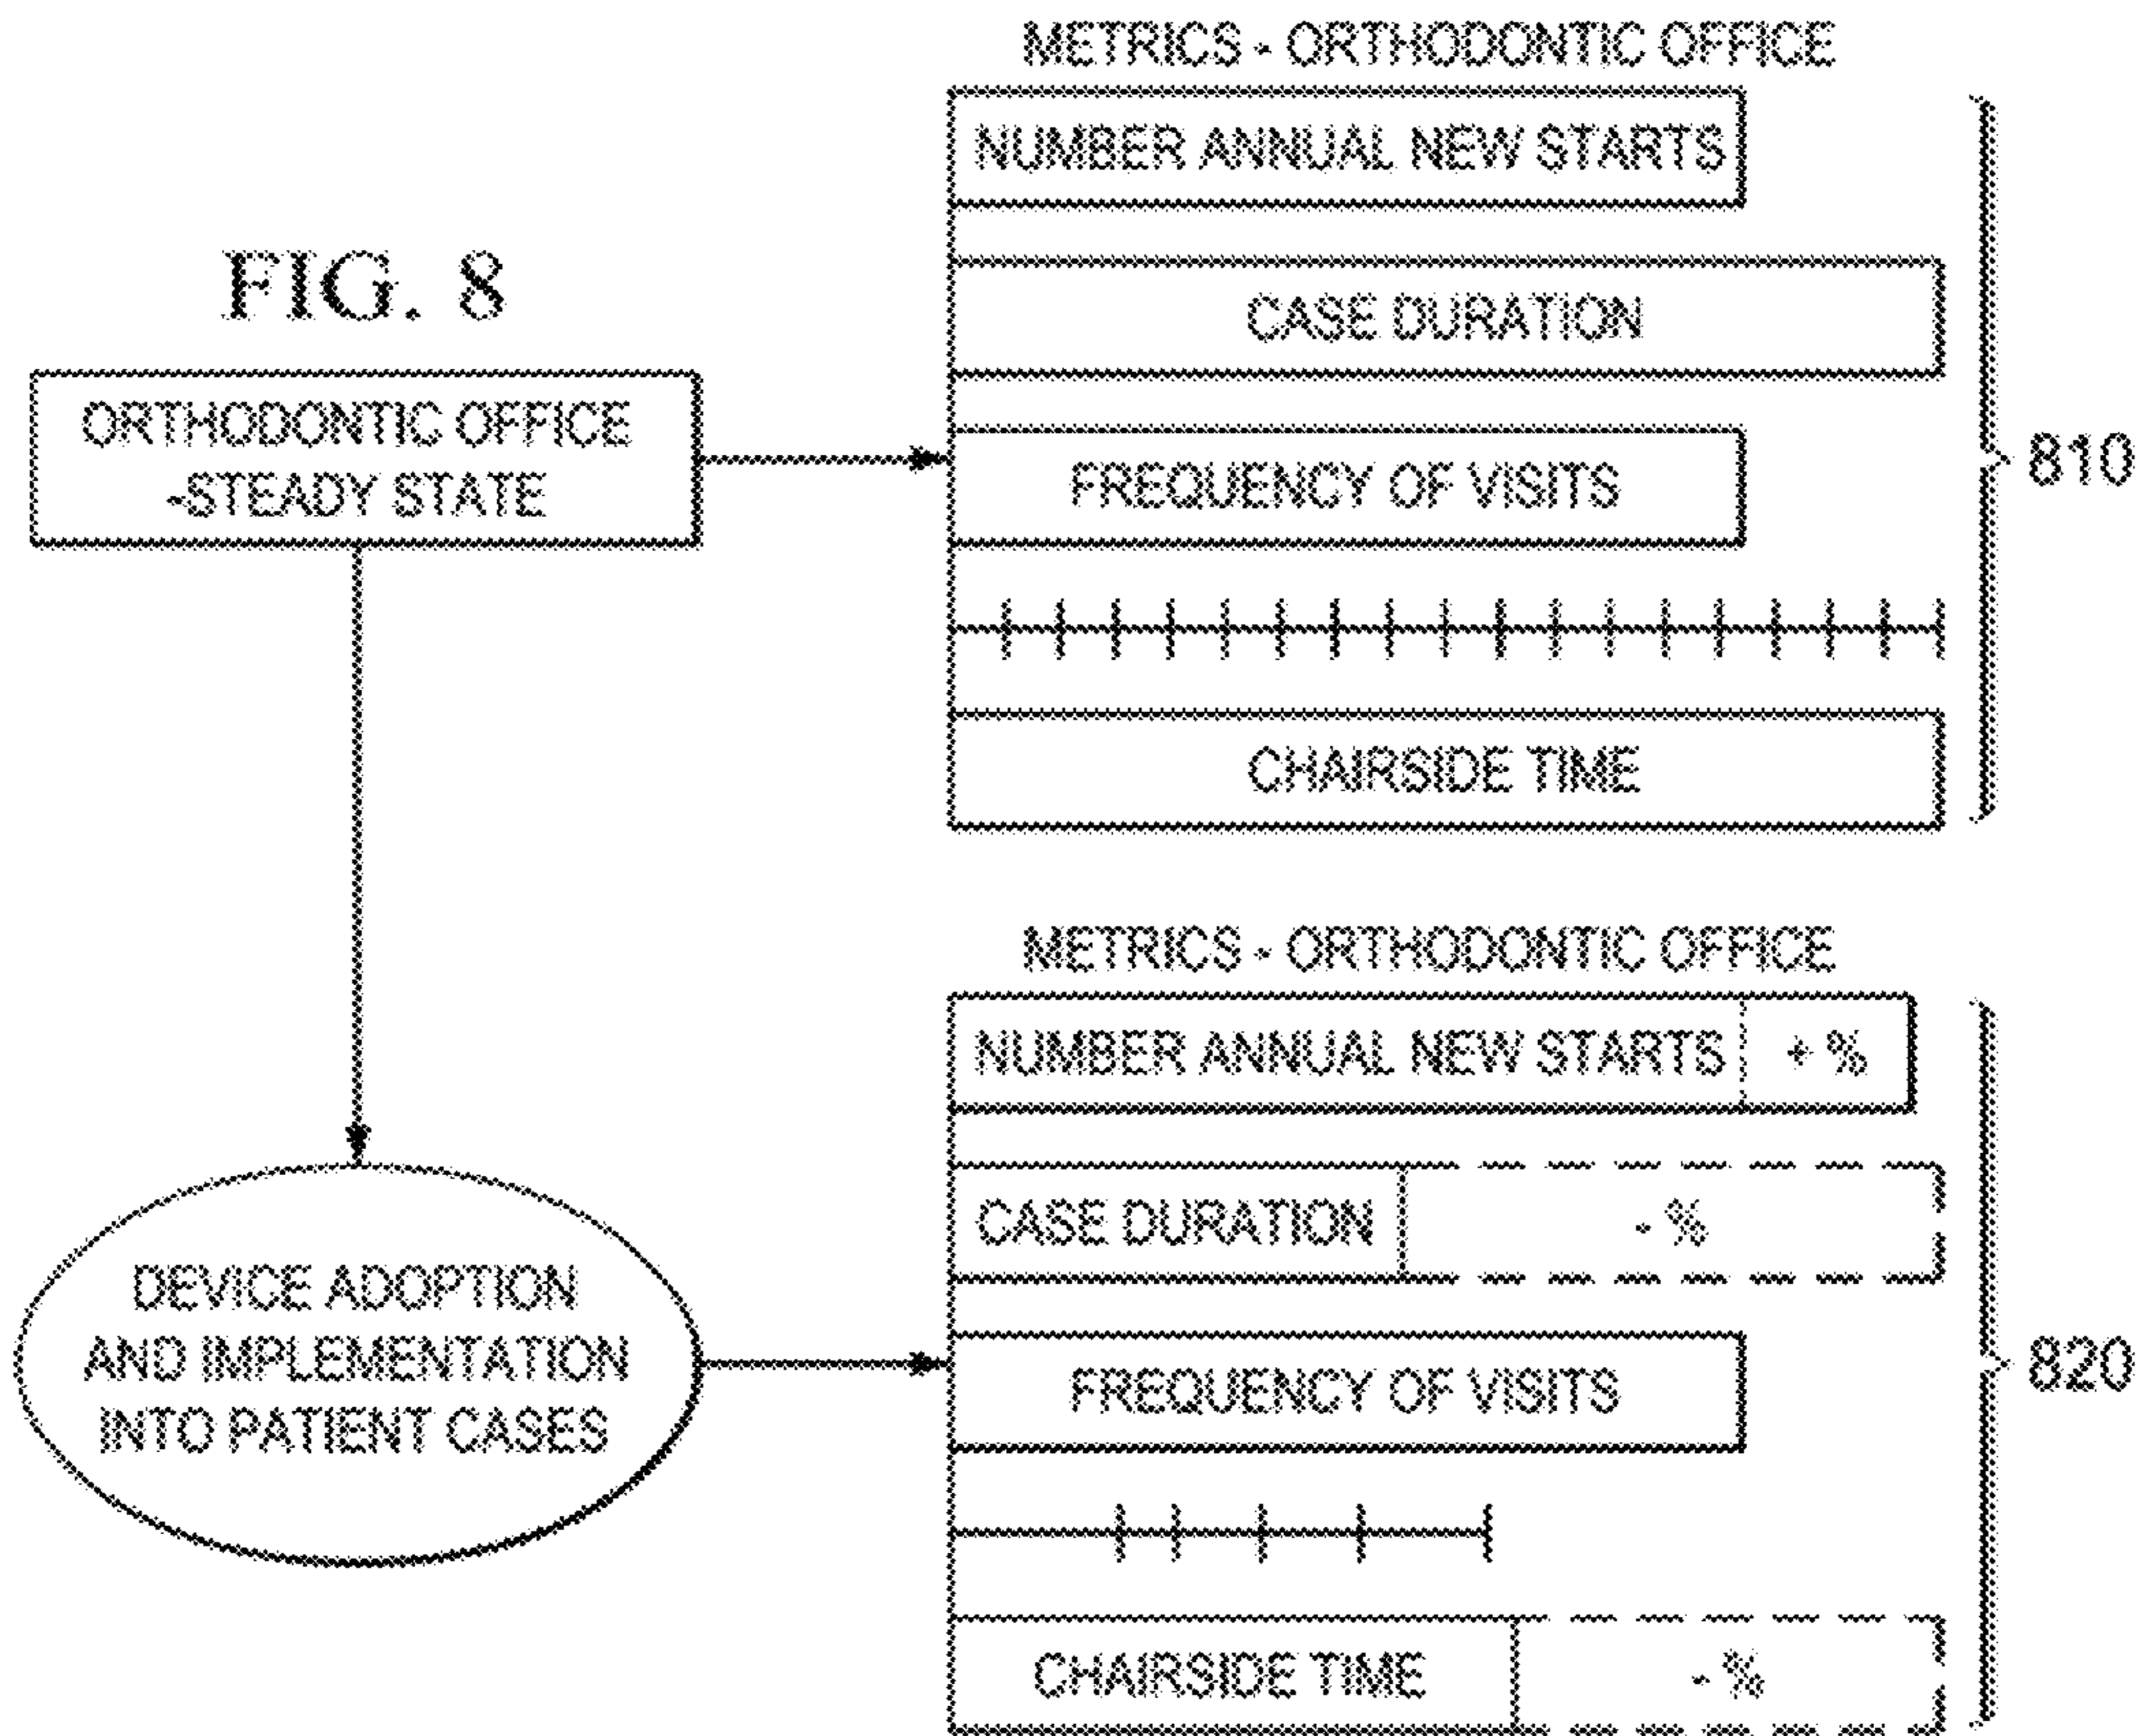 FIG. 8
ORTHODONTIC OFFICE
-STEADY STATE
DEVICE ADOPTION
AND IMPLEMENTATION
INTO PATIENT CASES
METRICS - ORTHODONTIC OFFICE
NUMBER ANNUAL NEW STARTS
CASE DURATION
FREQUENCY OF VISITS
CHAIRSIDE TIME
810
METRICS - ORTHODONTIC OFFICE
NUMBER ANNUAL NEW STARTS + %
CASE DURATION - %
FREQUENCY OF VISITS
CHAIRSIDE TIME - %
820